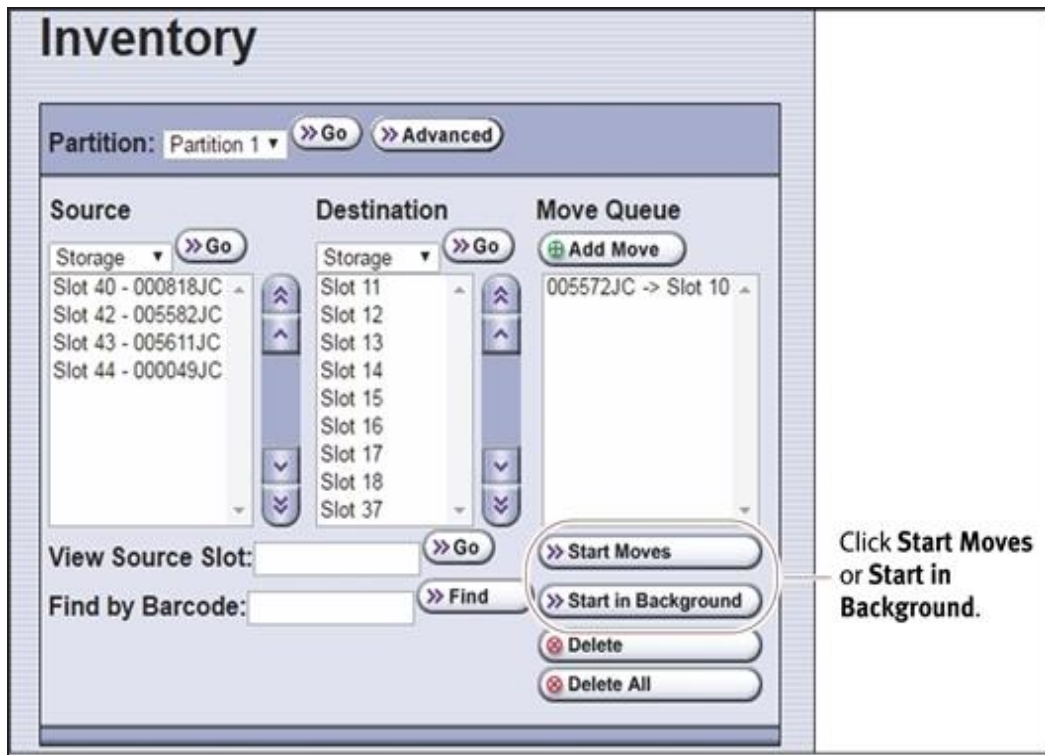 Inventory
Partition: Partition 1 Go Advanced
Source Destination Move Queue
Storage Go Storage Go Add Move
Slot 40 - 000818JC Slot 11 005572JC -> Slot 10
Slot 42 - 005582JC Slot 12
Slot 43 - 005611JC Slot 13
Slot 44 - 000049JC Slot 14
Slot 15
Slot 16
Slot 17
Slot 18
Slot 37
View Source Slot: Go Start Moves
Find by Barcode: Find Start in Background
Delete
Delete All
Click Start Moves
or Start in
Background.